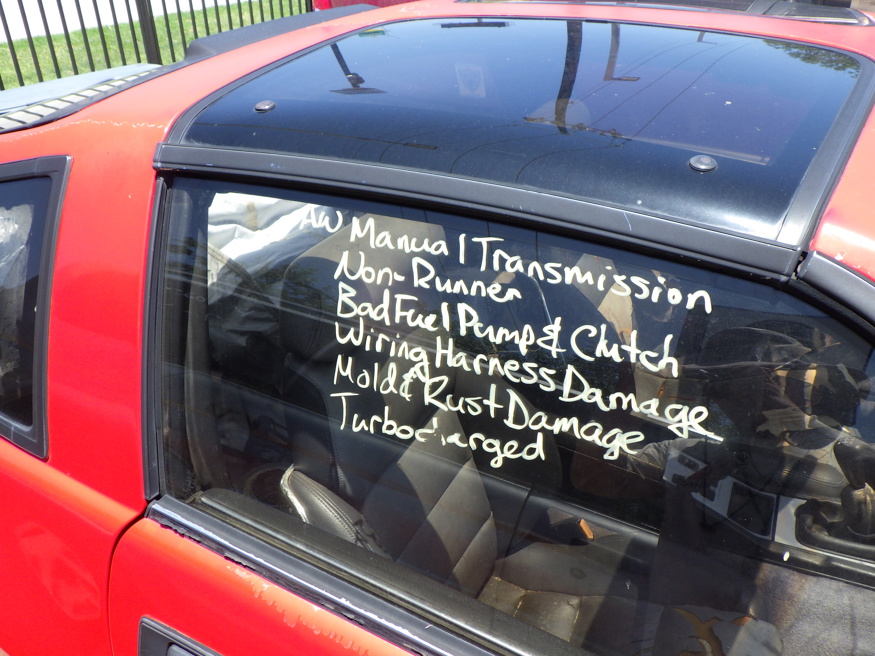 AW Manual Transmission
Non-Runner
Bad Fuel Pump & Clutch
Wiring Harness Damage
Mold & Rust Damage
Turbocharged